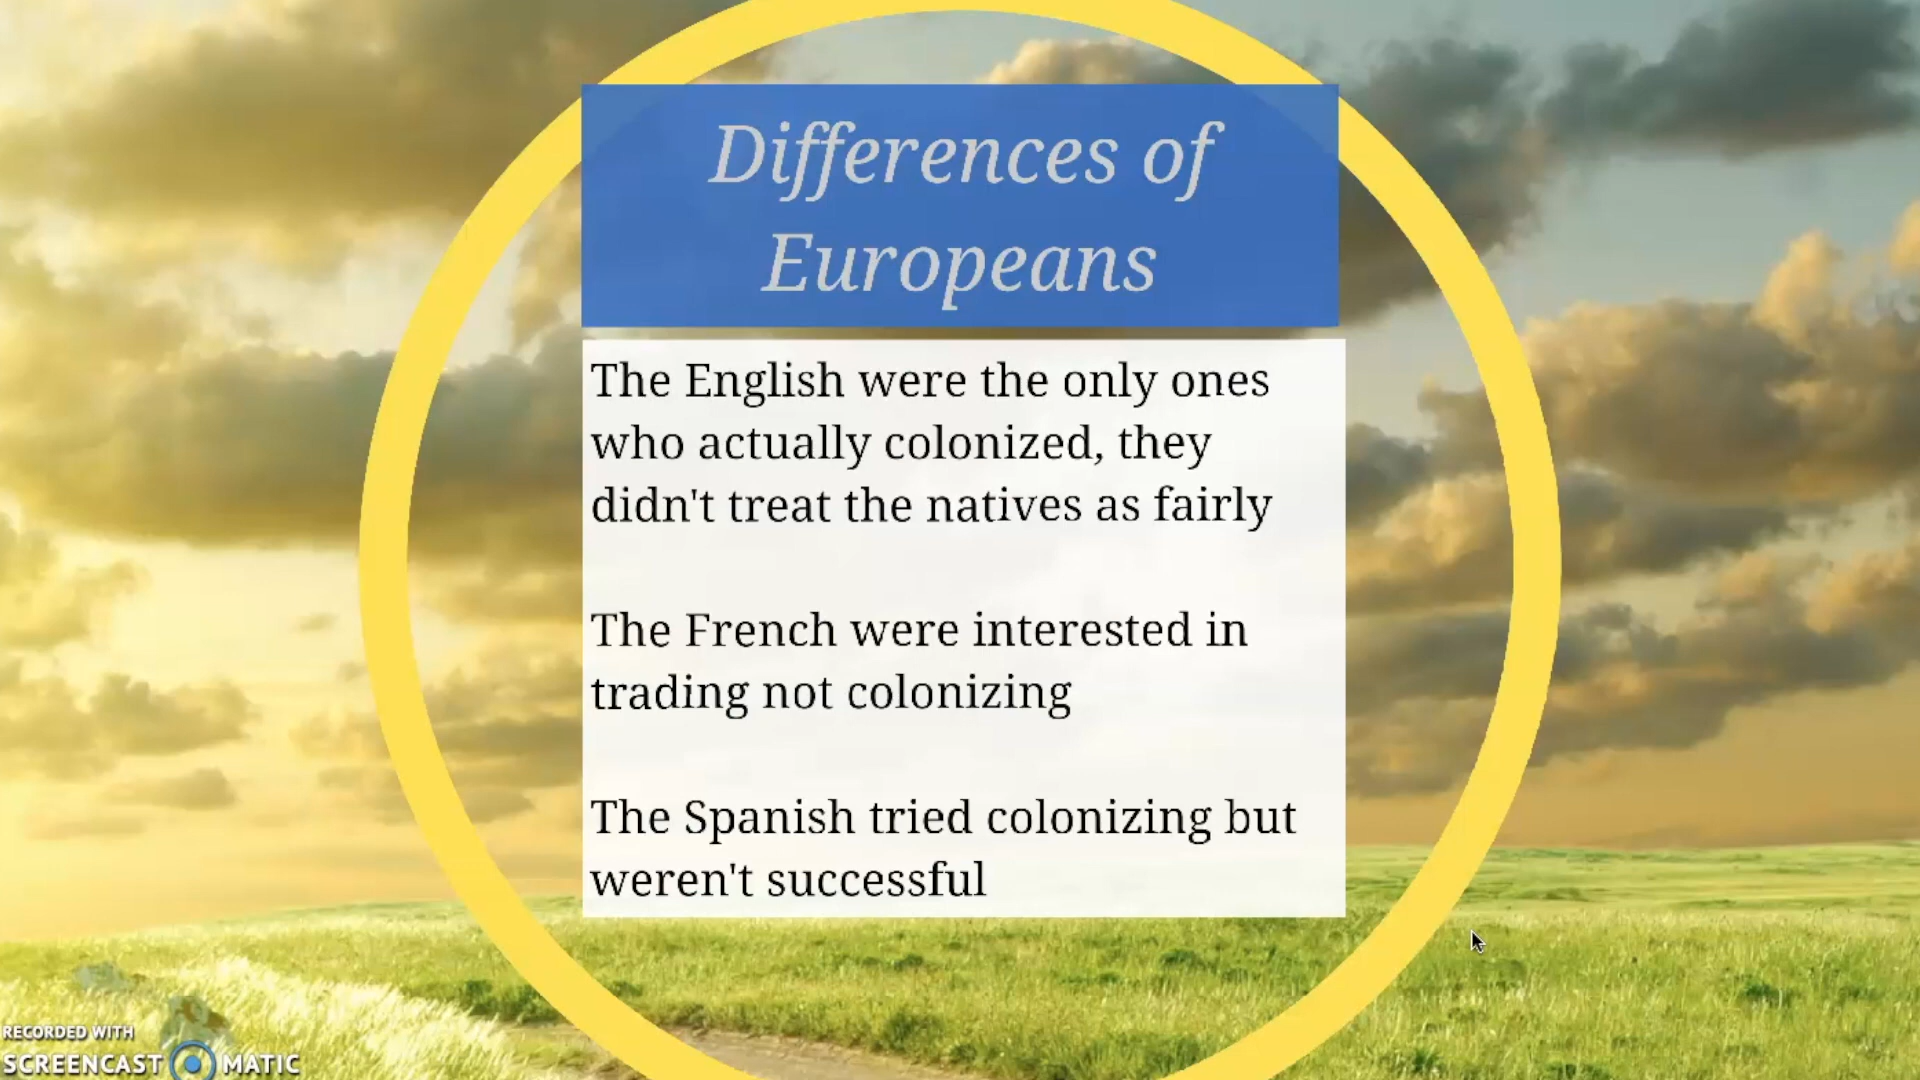 Differences of
Europeans
The English were the only ones
who actually colonized, they
didn't treat the natives as fairly
The French were interested in
trading not colonizing
The Spanish tried colonizing but
weren't successful
RECORDED WITH
SCREENCAST MATIC